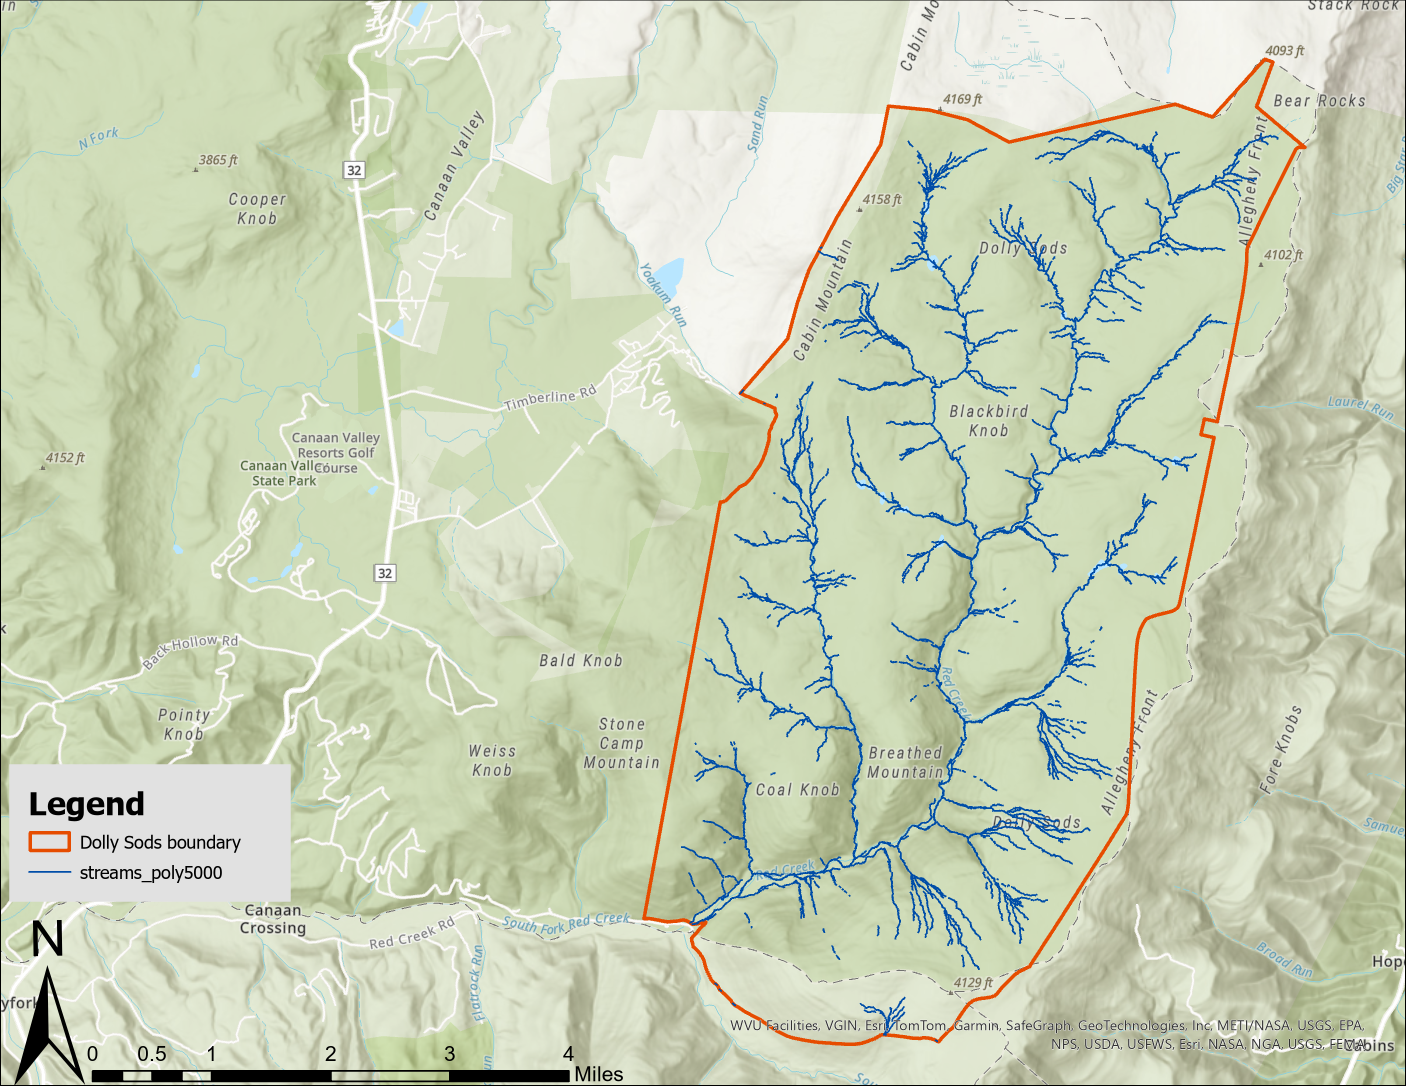 Stack Rock
in
Cabin Mo
4093 ft
Bear Rocks
4169 ft
Sand Run
Canaan Valley
N Fork
3865 ft
32
Cooper
Knob
4158 ft
Allegheny Front
Dolly Sods
4102 ft
Yoakum Run
Cabin Mountain
Timberline Rd
Laurel Run
Blackbird
Knob
Canaan Valley
Resorts Golf
Course
Canaan Vall
State Park
4152 ft
32
Back Hollow Rd
Bald Knob
Red Creek
Pointy
Knob
Stone
Camp
Mountain
Weiss
Knob
Breathed
Mountain
Coal Knob
Allegheny Front
Fore Knobs
Dolly Sods
Legend
Dolly Sods boundary
streams_poly5000
Red Creek
Canaan
Crossing
South Fork Red Creek
Red Creek Rd
N
Flatrock Run
Broad Run
4129 ft
WVU Facilities, VGIN, Esri, TomTom, Garmin, SafeGraph, GeoTechnologies, Inc, METI/NASA, USGS, EPA,
NPS, USDA, USFWS, Esri, NASA, NGA, USGS, FEMA
Cabins
0 0.5 1 2 3 4
Miles